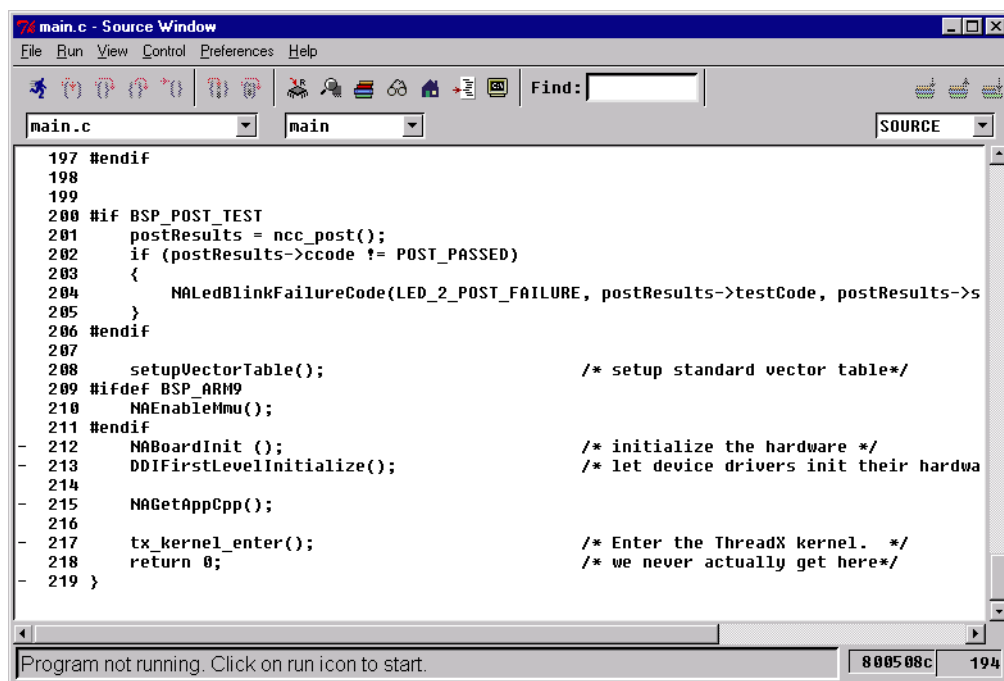 main.c - Source Window
File Run View Control Preferences Help
Find:
main.c main SOURCE
197 #endif
198
199
200 #if BSP_POST_TEST
201 postResults = ncc_post();
202 if (postResults->ccode != POST_PASSED)
203 {
204 NALedBlinkFailureCode(LED_2_POST_FAILURE, postResults->testCode, postResults->s
205 }
206 #endif
207
208 setupVectorTable(); /* setup standard vector table*/
209 #ifdef BSP_ARM9
210 NAEnableMmu();
211 #endif
- 212 NABoardInit (); /* initialize the hardware */
- 213 DDIFirstLevelInitialize(); /* let device drivers init their hardwa
214
- 215 NAGetAppCpp();
216
- 217 tx_kernel_enter(); /* Enter the ThreadX kernel. */
218 return 0; /* we never actually get here*/
- 219 }
Program not running. Click on run icon to start. 800508c 194